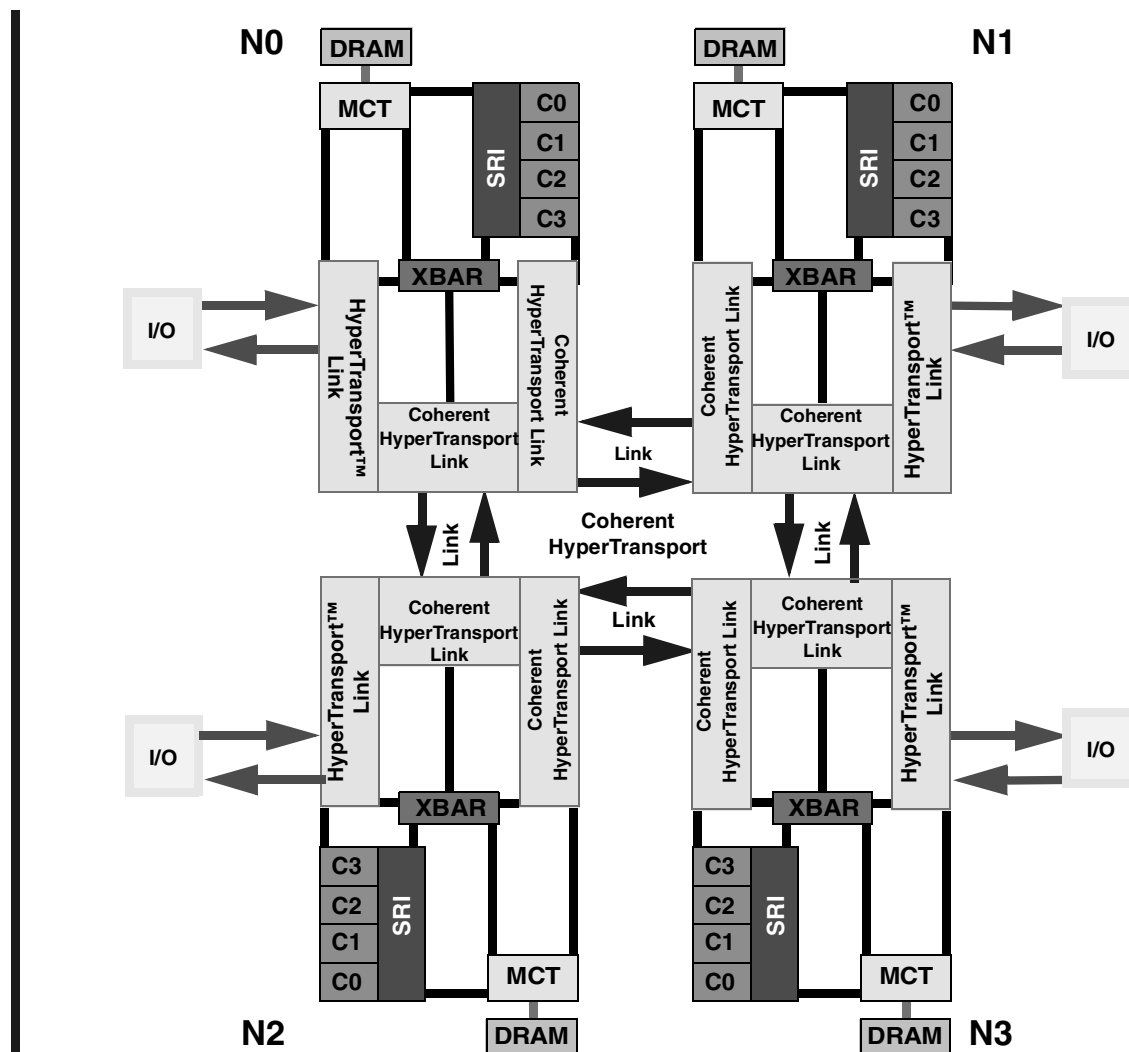 N0
DRAM
MCT
SRI
C0
C1
C2
C3
XBAR
I/O
HyperTransport™
Link
Coherent
HyperTransport Link
Coherent
HyperTransport
Link
N1
DRAM
MCT
SRI
C0
C1
C2
C3
XBAR
Coherent
HyperTransport Link
Coherent
HyperTransport Link
Link
HyperTransport™
Link
I/O
Link
Link
Coherent
HyperTransport
Link
Link
HyperTransport™
Link
Coherent
HyperTransport Link
Link
Coherent
HyperTransport Link
I/O
XBAR
C3
C2
C1
C0
SRI
MCT
DRAM
N2
Coherent
HyperTransport Link
Coherent
HyperTransport Link
Link
HyperTransport™
Link
I/O
XBAR
C3
C2
C1
C0
SRI
MCT
DRAM
N3